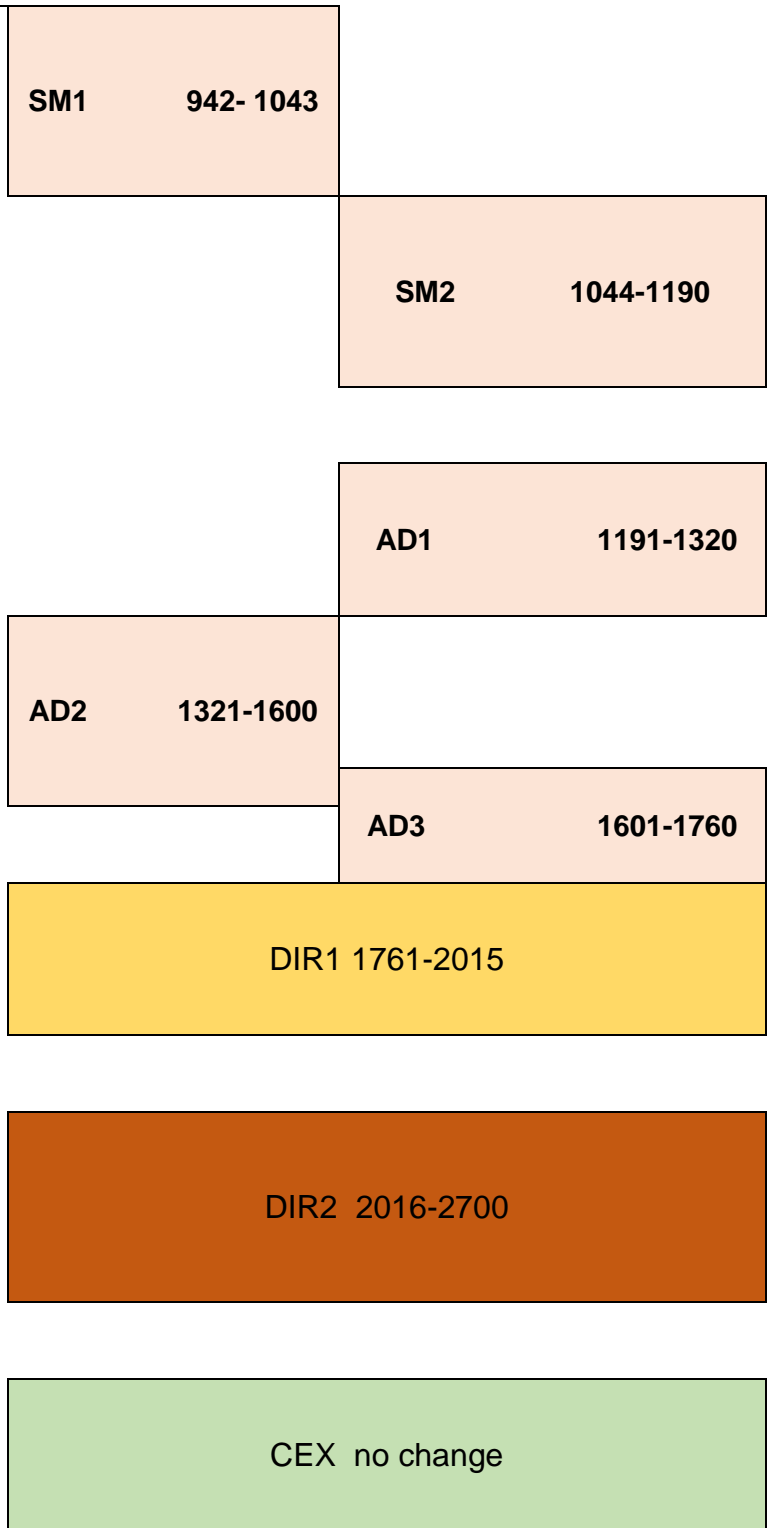 SM1 942- 1043
SM2 1044-1190
AD1 1191-1320
AD2 1321-1600
AD3 1601-1760
DIR1 1761-2015
DIR2 2016-2700
CEX no change